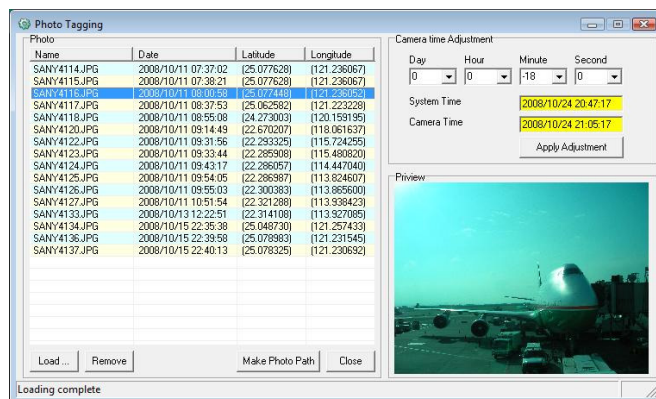 Photo Tagging
Photo
Name Date Latitude Longitude
SANY4114.JPG 2008/10/11 07:37:02 (25.077628) (121.236067)
SANY4115.JPG 2008/10/11 07:38:21 (25.077628) (121.236067)
SANY4116.JPG 2008/10/11 08:00:58 (25.077448) (121.236052)
SANY4117.JPG 2008/10/11 08:37:53 (25.062582) (121.223228)
SANY4118.JPG 2008/10/11 08:55:08 (24.273003) (120.159195)
SANY4120.JPG 2008/10/11 09:14:49 (22.670207) (118.061637)
SANY4122.JPG 2008/10/11 09:31:56 (22.293325) (115.724255)
SANY4123.JPG 2008/10/11 09:33:44 (22.285908) (115.480820)
SANY4124.JPG 2008/10/11 09:43:17 (22.286057) (114.447040)
SANY4125.JPG 2008/10/11 09:54:05 (22.286987) (113.824607)
SANY4126.JPG 2008/10/11 09:55:03 (22.300383) (113.865600)
SANY4127.JPG 2008/10/11 10:51:54 (22.321288) (113.938423)
SANY4133.JPG 2008/10/13 12:22:51 (22.314108) (113.927085)
SANY4134.JPG 2008/10/15 22:35:38 (25.048730) (121.257433)
SANY4136.JPG 2008/10/15 22:39:58 (25.078983) (121.231545)
SANY4137.JPG 2008/10/15 22:40:13 (25.078325) (121.230692)
Load ... Remove Make Photo Path Close
Camera time Adjustment
Day Hour Minute Second
0 0 -18 0
System Time 2008/10/24 20:47:17
Camera Time 2008/10/24 21:05:17
Apply Adjustment
Priview
Loading complete